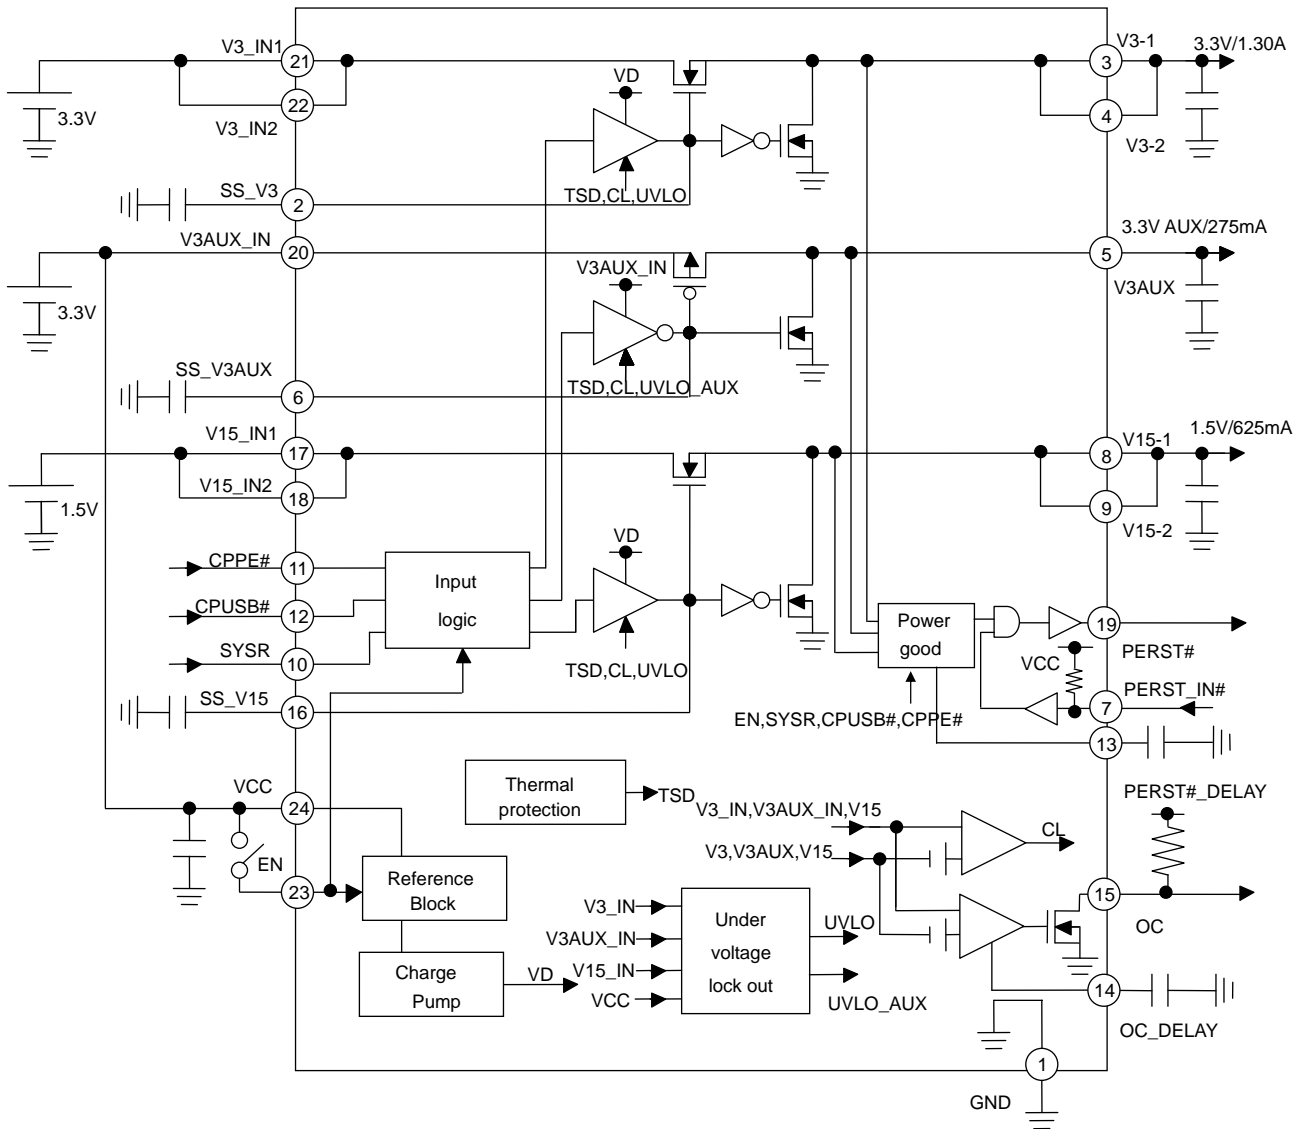 V3_IN1
21
3.3V
22
V3_IN2
VD
TSD,CL,UVLO
V3-1
3
3.3V/1.30A
4
V3-2
SS_V3
2
V3AUX_IN
20
3.3V
V3AUX_IN
TSD,CL,UVLO_AUX
3.3V AUX/275mA
5
V3AUX
SS_V3AUX
6
V15_IN1
17
V15_IN2
18
1.5V
V15-1
1.5V/625mA
8
9
V15-2
CPPE#
11
CPUSB#
12
SYSR
10
Input
logic
VD
TSD,CL,UVLO
SS_V15
16
Power
good
EN,SYSR,CPUSB#,CPPE#
19
PERST#
VCC
PERST_IN#
7
13
PERST#_DELAY
VCC
24
EN
23
Thermal
protection
TSD
Reference
Block
Charge
Pump
VD
V3_IN
V3AUX_IN
V15_IN
VCC
Under
voltage
lock out
UVLO
UVLO_AUX
V3_IN,V3AUX_IN,V15
V3,V3AUX,V15
CL
15
OC
14
OC_DELAY
1
GND